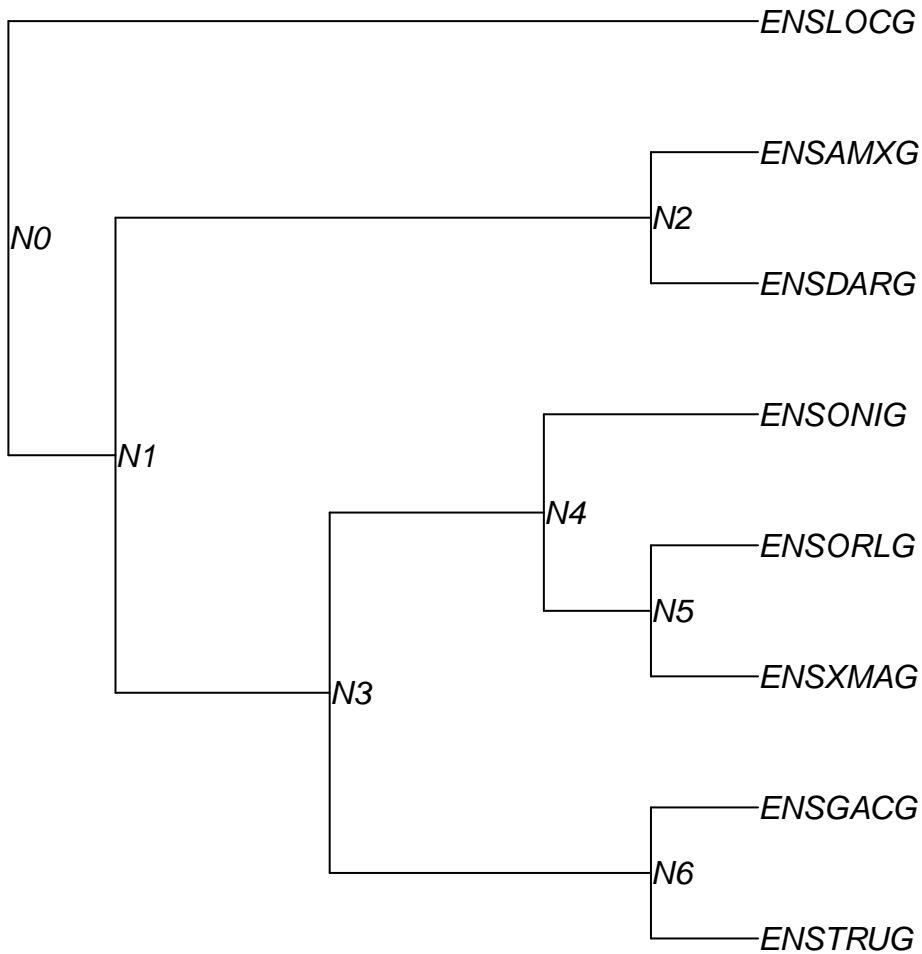 ENSLOCG
ENSAMXG
N2
N0
ENSDARG
ENSONIG
N1
N4
ENSORLG
N5
ENSXMAG
N3
ENSGACG
N6
ENSTRUG